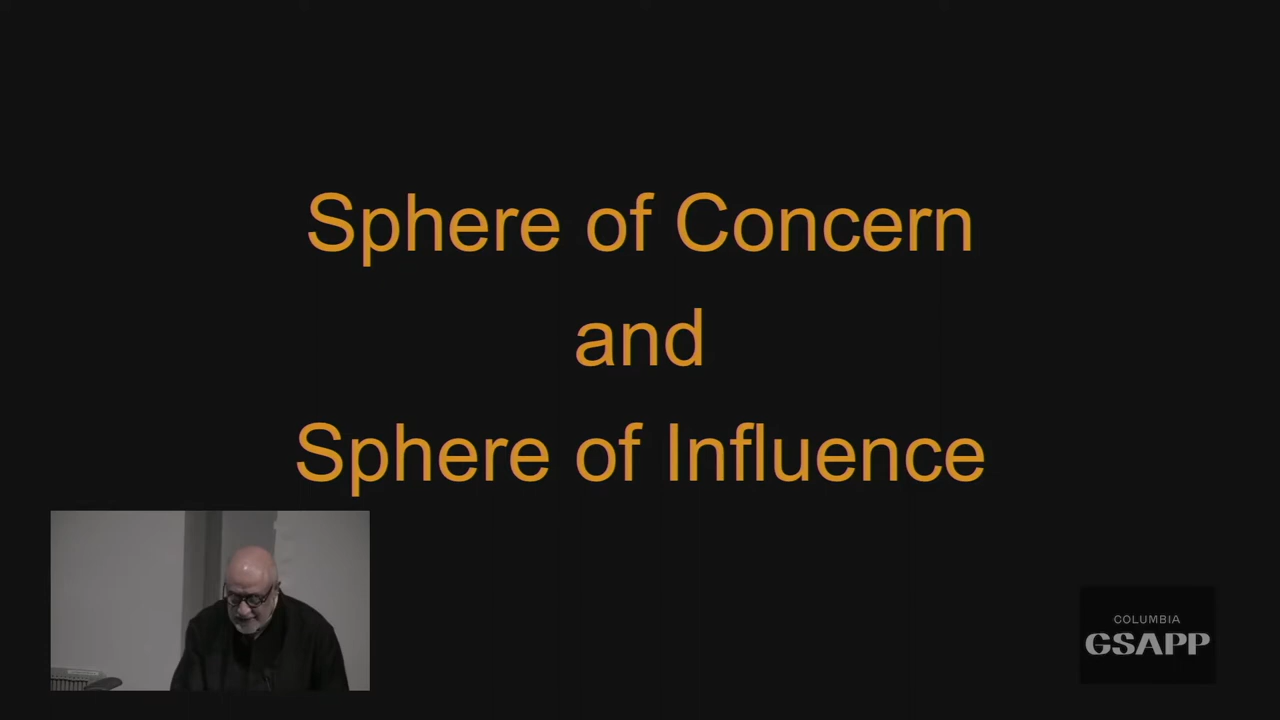 Sphere of Concern
and
Sphere of Influence
COLUMBIA
GSAPP